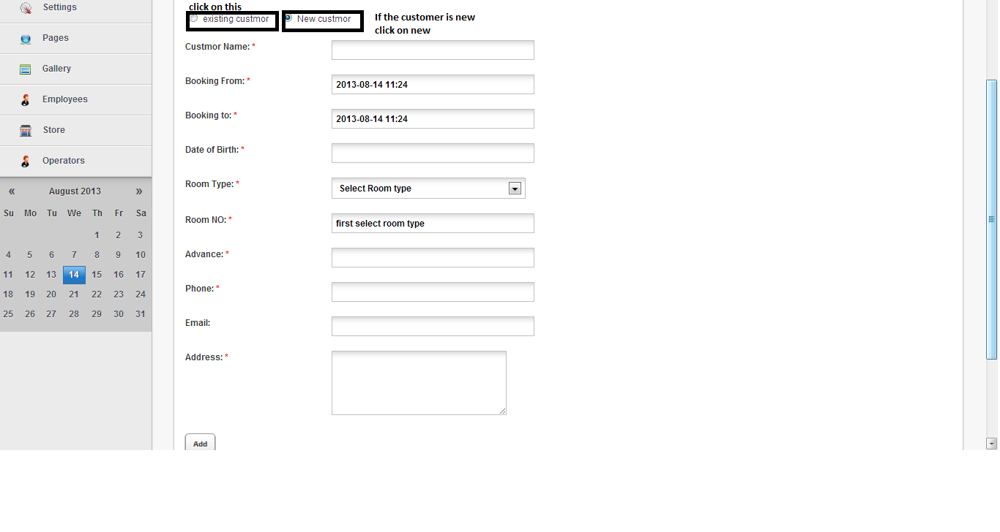 Settings
Pages
Gallery
Employees
Store
Operators
« August 2013 »
Su Mo Tu We Th Fr Sa
1 2 3
4 5 6 7 8 9 10
11 12 13 14 15 16 17
18 19 20 21 22 23 24
25 26 27 28 29 30 31
click on this
existing custmor New custmor
If the customer is new
click on new
Custmor Name: *
Booking From: * 2013-08-14 11:24
Booking to: * 2013-08-14 11:24
Date of Birth: *
Room Type: * Select Room type
Room NO: * first select room type
Advance: *
Phone: *
Email:
Address: *
Add